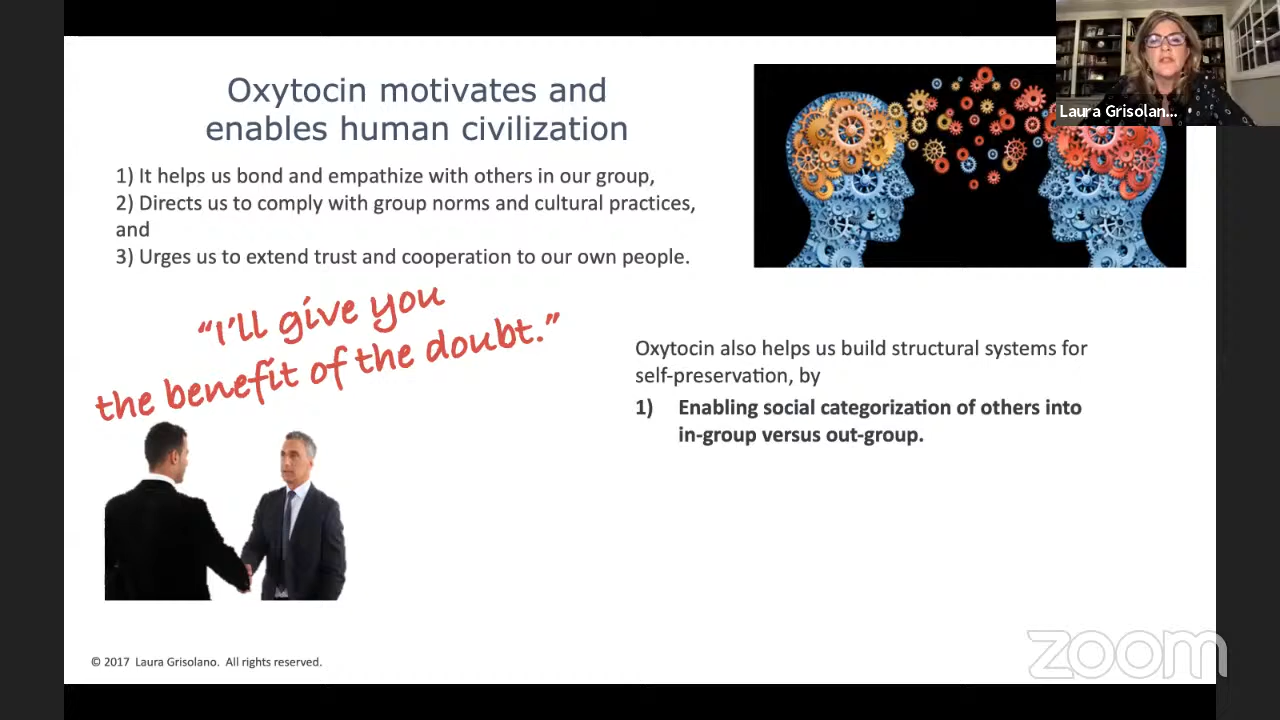 Oxytocin motivates and
enables human civilization
1) It helps us bond and empathize with others in our group,
2) Directs us to comply with group norms and cultural practices,
and
3) Urges us to extend trust and cooperation to our own people.
“I’ll give you
the benefit of the doubt.”
Oxytocin also helps us build structural systems for
self-preservation, by
1) Enabling social categorization of others into
in-group versus out-group.
© 2017 Laura Grisolano. All rights reserved.
Laura Grisolan...
zoom